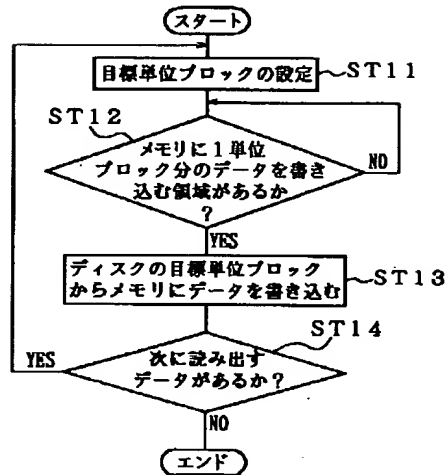 スタート
目標単位ブロックの設定
ST11
ST12
メモリに1単位
ブロック分のデータを書き
込む領域があるか
?
NO
YES
ディスクの目標単位ブロック
からメモリにデータを書き込む
ST13
ST14
次に読み出す
データがあるか?
YES
NO
エンド